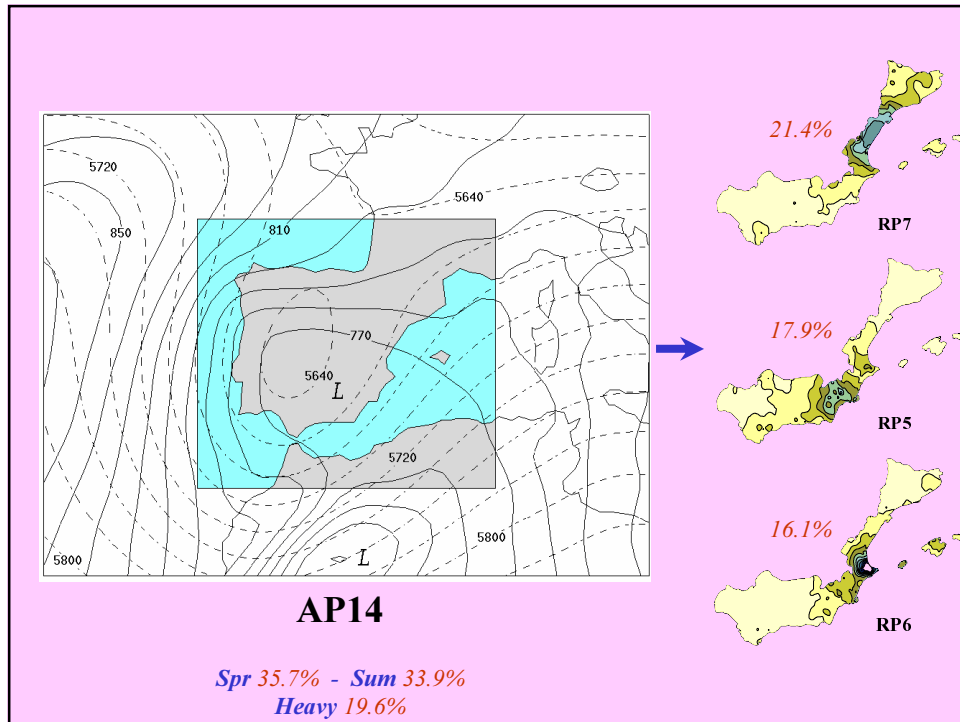 5720
850
810
5640
770
5640
L
5720
5800
5800
L
AP14
Spr 35.7% - Sum 33.9%
Heavy 19.6%
21.4%
RP7
17.9%
RP5
16.1%
RP6